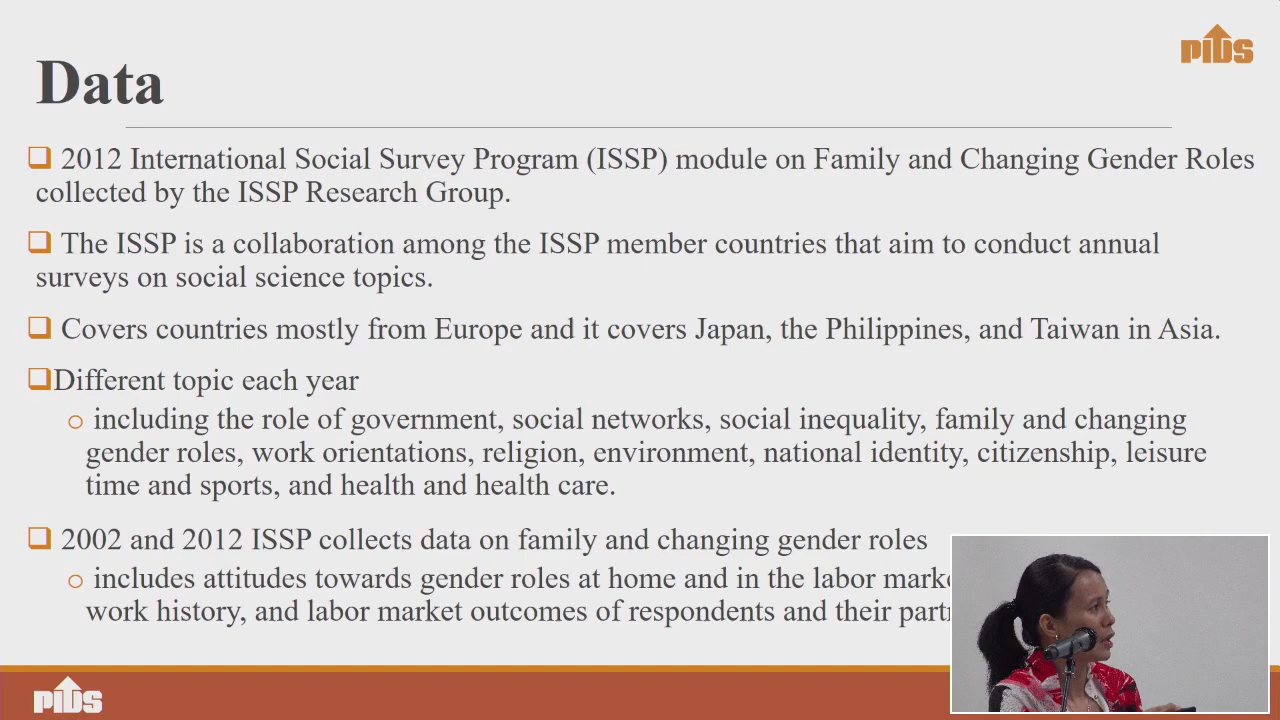 PIDS
Data
2012 International Social Survey Program (ISSP) module on Family and Changing Gender Roles
collected by the ISSP Research Group.
The ISSP is a collaboration among the ISSP member countries that aim to conduct annual
surveys on social science topics.
Covers countries mostly from Europe and it covers Japan, the Philippines, and Taiwan in Asia.
Different topic each year
including the role of government, social networks, social inequality, family and changing
gender roles, work orientations, religion, environment, national identity, citizenship, leisure
time and sports, and health and health care.
2002 and 2012 ISSP collects data on family and changing gender roles
includes attitudes towards gender roles at home and in the labor
work history, and labor market outcomes of respondents and their
PIDS